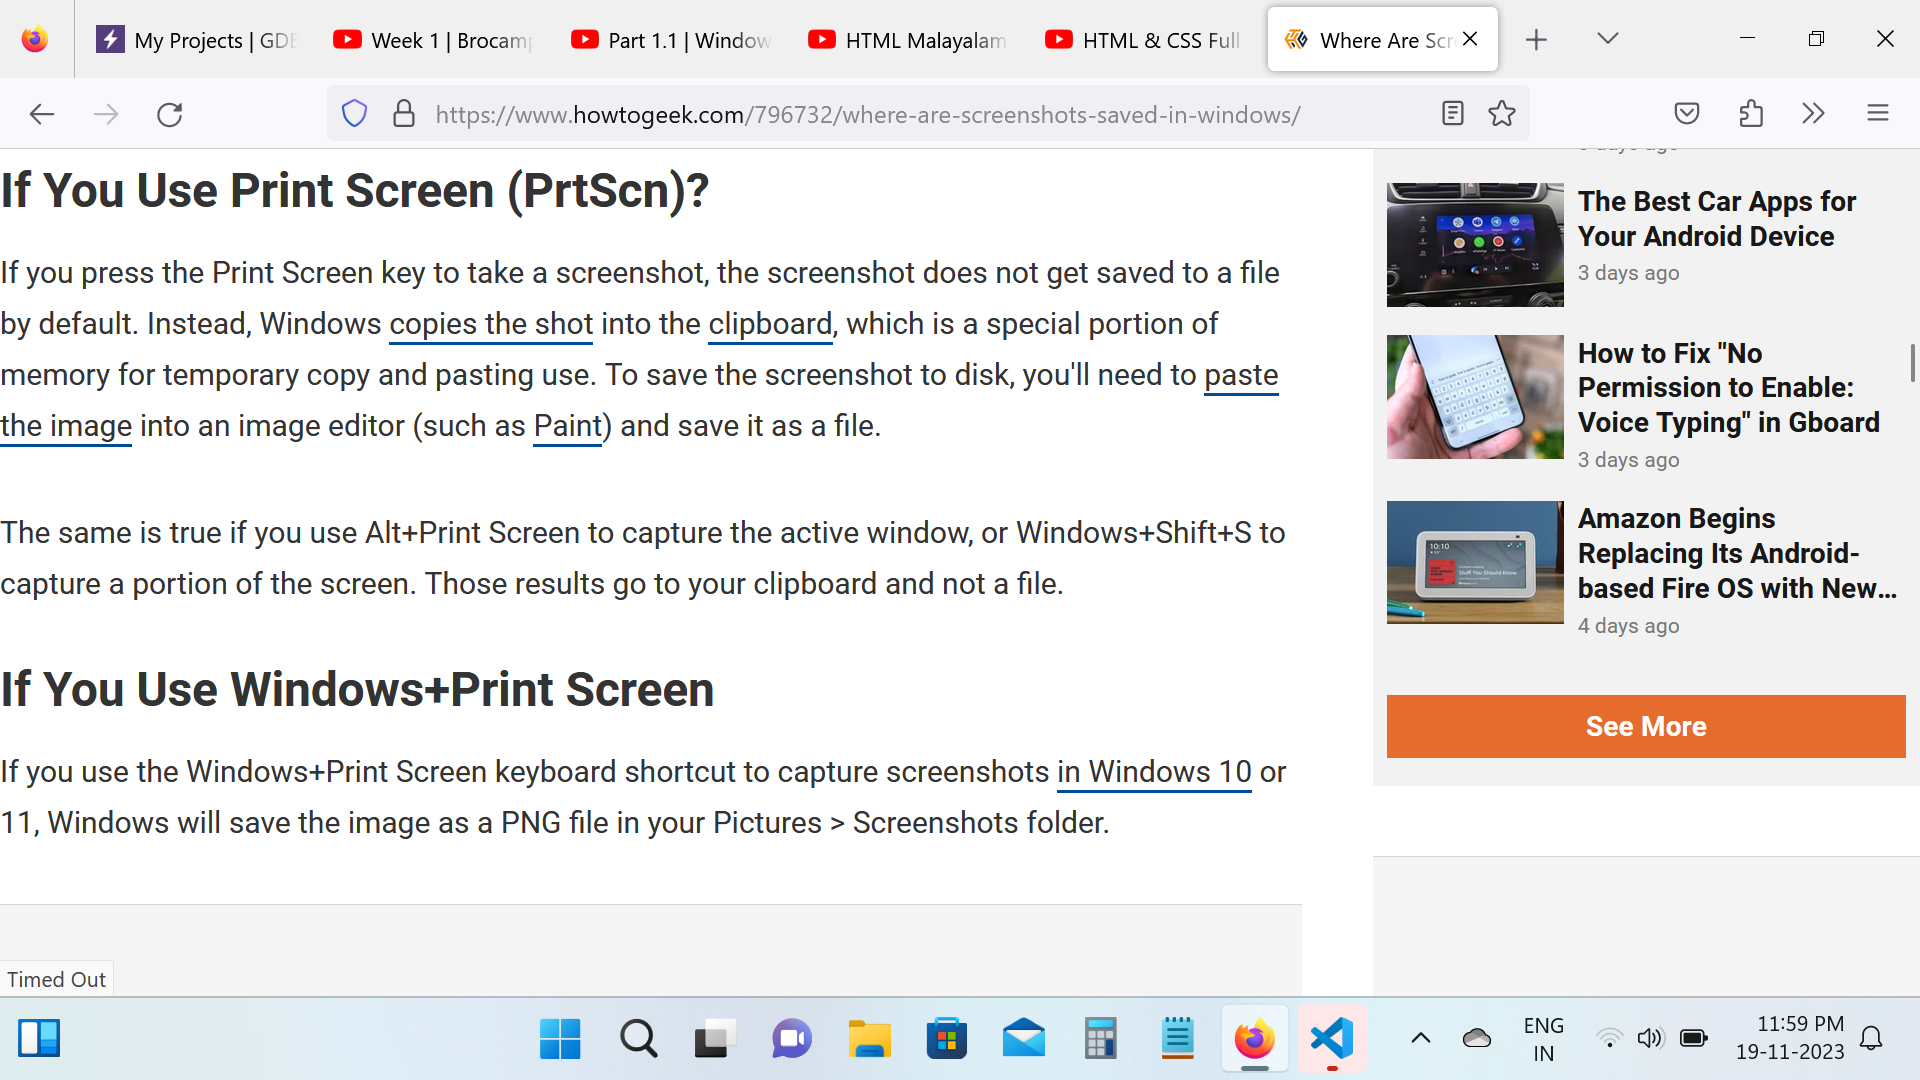 My Projects | GDB
Week 1 | Brocamp
Part 1.1 | Window
HTML Malayalam
HTML & CSS Full
Where Are Scr
https://www.howtogeek.com/796732/where-are-screenshots-saved-in-windows/
If You Use Print Screen (PrtScn)?
If you press the Print Screen key to take a screenshot, the screenshot does not get saved to a file
by default. Instead, Windows copies the shot into the clipboard, which is a special portion of
memory for temporary copy and pasting use. To save the screenshot to disk, you'll need to paste
the image into an image editor (such as Paint) and save it as a file.
The same is true if you use Alt+Print Screen to capture the active window, or Windows+Shift+S to
capture a portion of the screen. Those results go to your clipboard and not a file.
If You Use Windows+Print Screen
If you use the Windows+Print Screen keyboard shortcut to capture screenshots in Windows 10 or
11, Windows will save the image as a PNG file in your Pictures > Screenshots folder.
The Best Car Apps for
Your Android Device
3 days ago
How to Fix "No
Permission to Enable:
Voice Typing" in Gboard
3 days ago
10:10
Stuff You Should Know
Amazon Begins
Replacing Its Android-
based Fire OS with New...
4 days ago
See More
Timed Out
ENG
IN
11:59 PM
19-11-2023